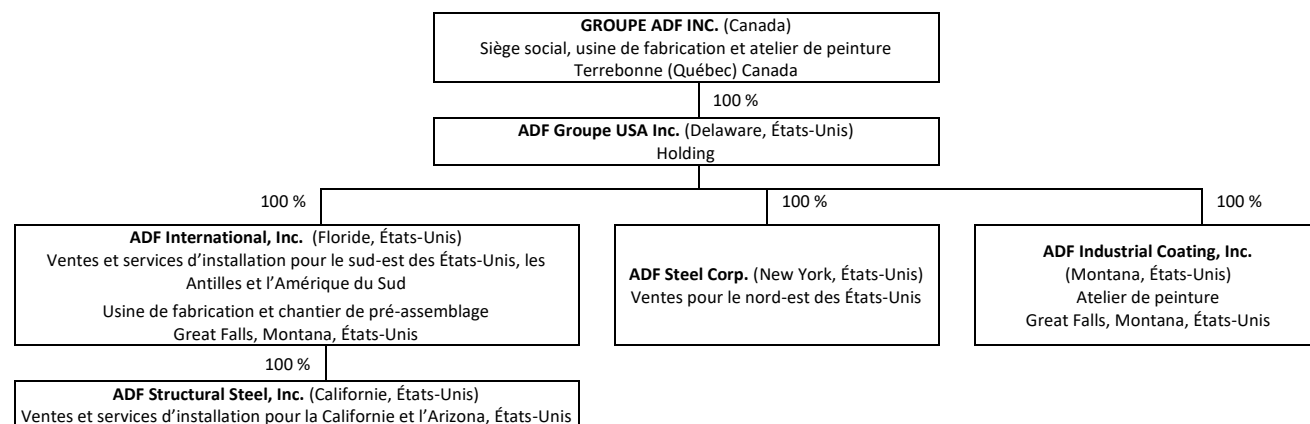 GROUPE ADF INC. (Canada)
Siège social, usine de fabrication et atelier de peinture
Terrebonne (Québec) Canada
100 %
ADF Groupe USA Inc. (Delaware, États-Unis)
Holding
100 %
100 %
100 %
ADF International, Inc. (Floride, États-Unis)
Ventes et services d’installation pour le sud-est des États-Unis, les
Antilles et l’Amérique du Sud
Usine de fabrication et chantier de pré-assemblage
Great Falls, Montana, États-Unis
ADF Steel Corp. (New York, États-Unis)
Ventes pour le nord-est des États-Unis
ADF Industrial Coating, Inc.
(Montana, États-Unis)
Atelier de peinture
Great Falls, Montana, États-Unis
100 %
ADF Structural Steel, Inc. (Californie, États-Unis)
Ventes et services d’installation pour la Californie et l’Arizona, États-Unis